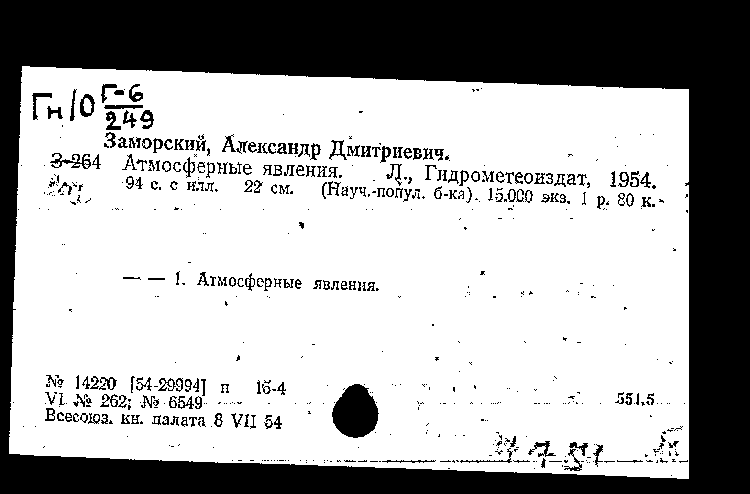 Гн/0 Г-6
249
Заморский, Александр Дмитриевич.
З-264 Атмосферные явления. Л., Гидрометеоиздат, 1954.
94 с. с илл. 22 см. (Науч.-попул. б-ка). 15.000 экз. 1 р. 80 к.
— — 1. Атмосферные явления.
№ 14220 [54-29994] п 16-4
VI № 262; № 6549 551.5
Всесоюз. кн. палата 8 VII 54